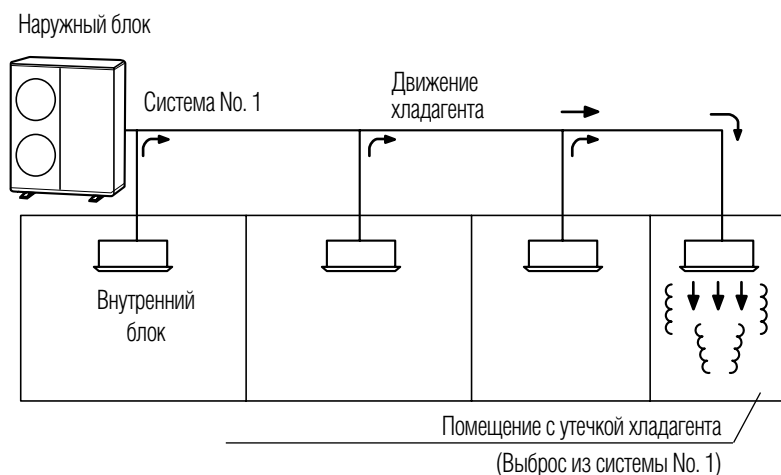 Наружный блок
Система No. 1
Движение
хладагента
Внутренний
блок
Помещение с утечкой хладагента
(Выброс из системы No. 1)